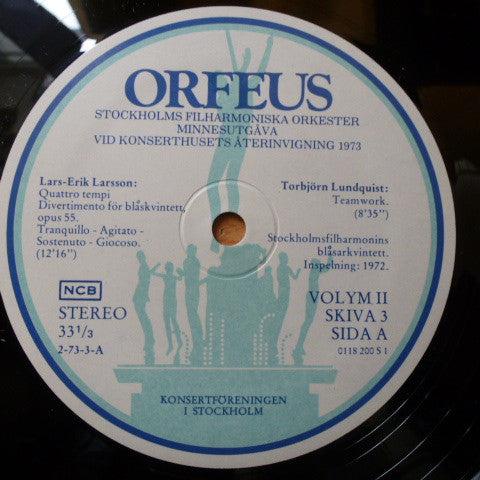 ORFEUS
STOCKHOLMS FILHARMONISKA ORKESTER
MINNESUTGÅVA
VID KONSERTHUSETS ÅTERINVIGNING 1973
Lars-Erik Larsson:
Quattro tempi
Divertimento för blåskvintett,
opus 55.
Tranquillo - Agitato -
Sostenuto - Giocoso.
(12'16")
Torbjörn Lundquist:
Teamwork.
(8'35")
Stockholmsfilharmonins
blåsarkvintett.
Inspelning: 1972.
NCB
STEREO
33 1/3
2-73-3-A
VOLYM II
SKIVA 3
SIDA A
0118 200 S 1
KONSERTFÖRENINGEN
I STOCKHOLM